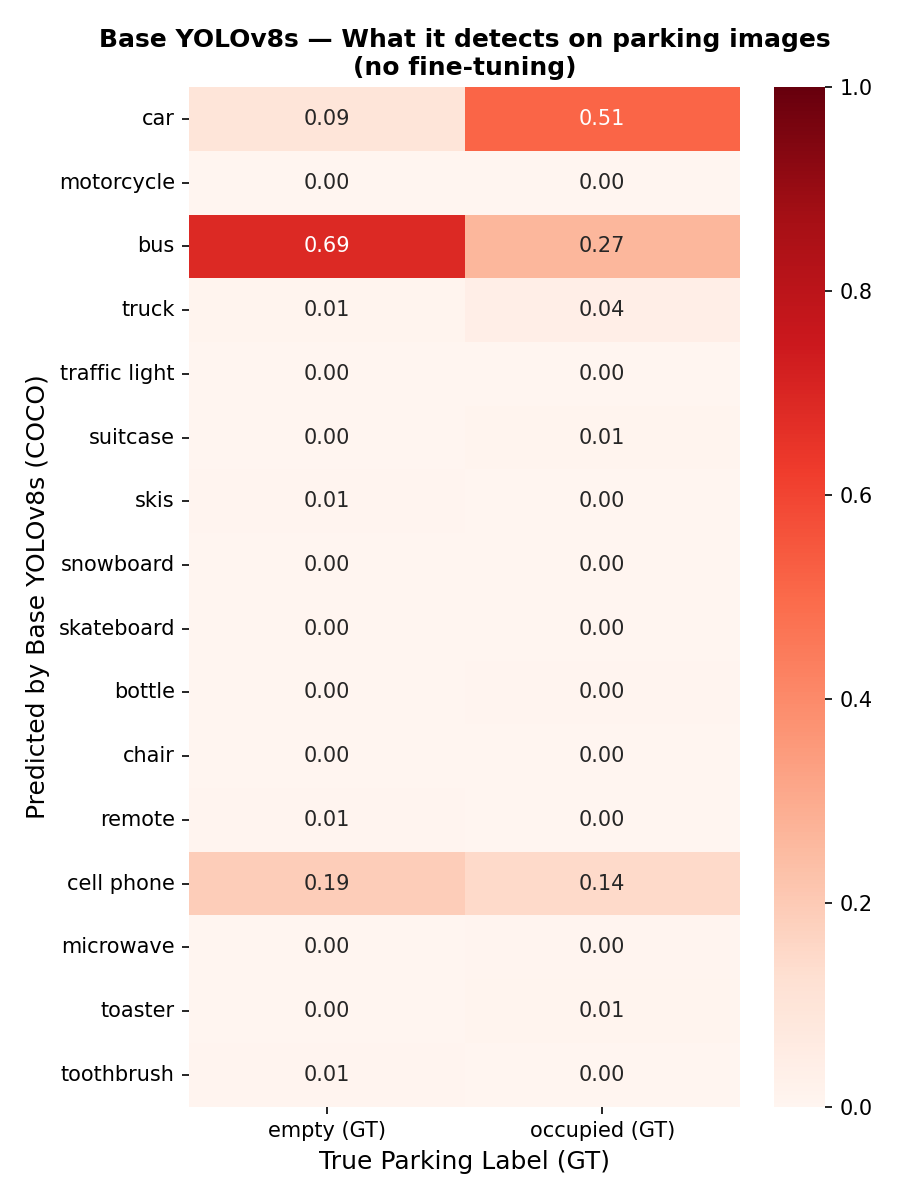 Base YOLOv8s — What it detects on parking images
(no fine-tuning)
car 0.09 0.51
motorcycle 0.00 0.00
bus 0.69 0.27
truck 0.01 0.04
traffic light 0.00 0.00
suitcase 0.00 0.01
skis 0.01 0.00
snowboard 0.00 0.00
skateboard 0.00 0.00
bottle 0.00 0.00
chair 0.00 0.00
remote 0.01 0.00
cell phone 0.19 0.14
microwave 0.00 0.00
toaster 0.00 0.01
toothbrush 0.01 0.00
empty (GT) occupied (GT)
True Parking Label (GT)
Predicted by Base YOLOv8s (COCO)
1.0
0.8
0.6
0.4
0.2
0.0